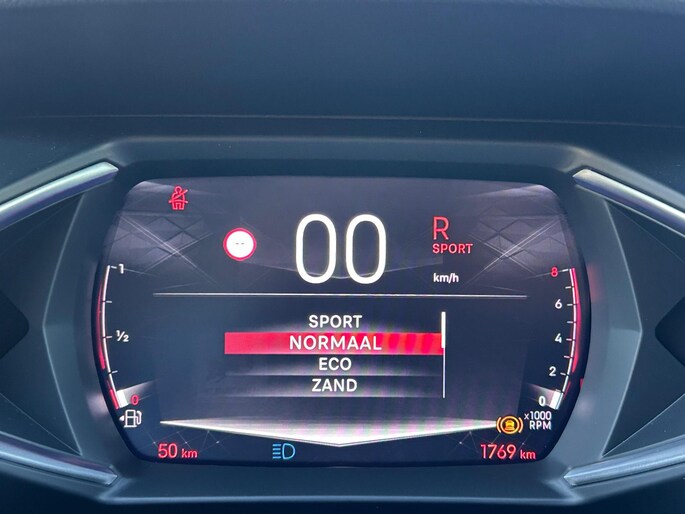 --
00
R
SPORT
km/h
1
½
0
8
6
4
2
0
SPORT
NORMAAL
ECO
ZAND
x1000
RPM
50 km
1769 km